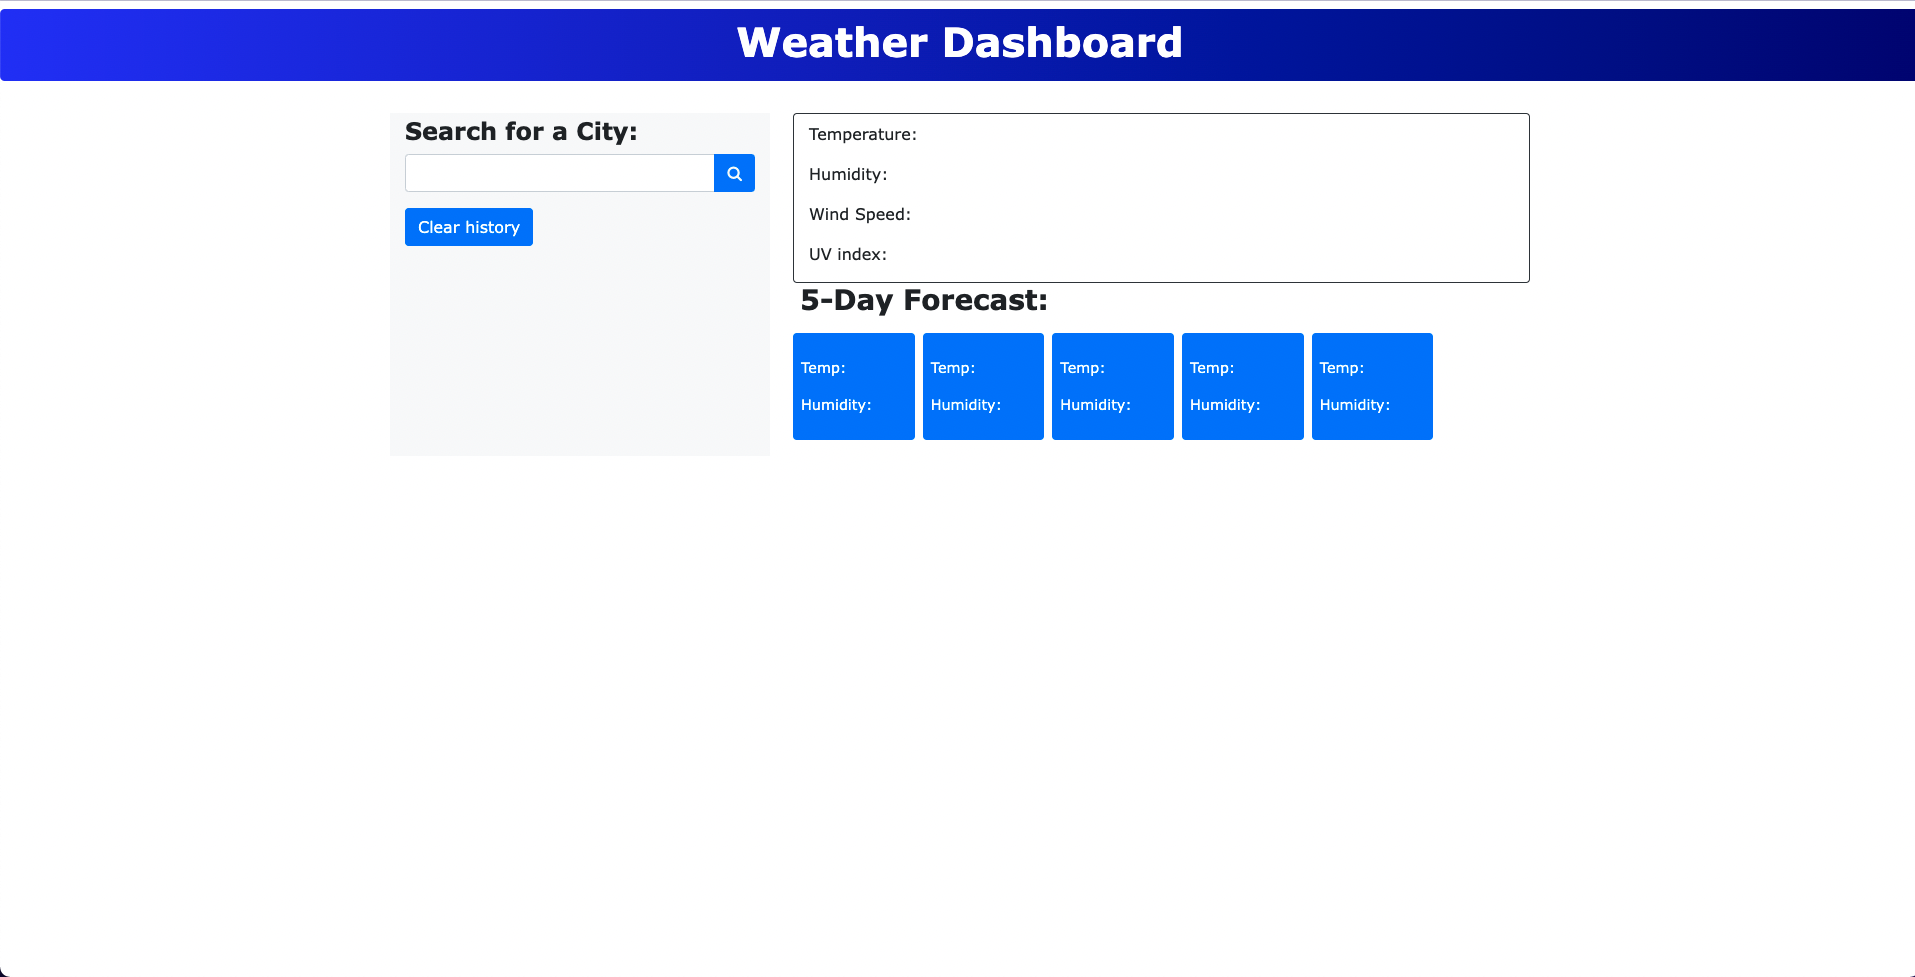 Weather Dashboard
Search for a City:
Clear history
Temperature:
Humidity:
Wind Speed:
UV index:
5-Day Forecast:
Temp: Temp: Temp: Temp: Temp:
Humidity: Humidity: Humidity: Humidity: Humidity: